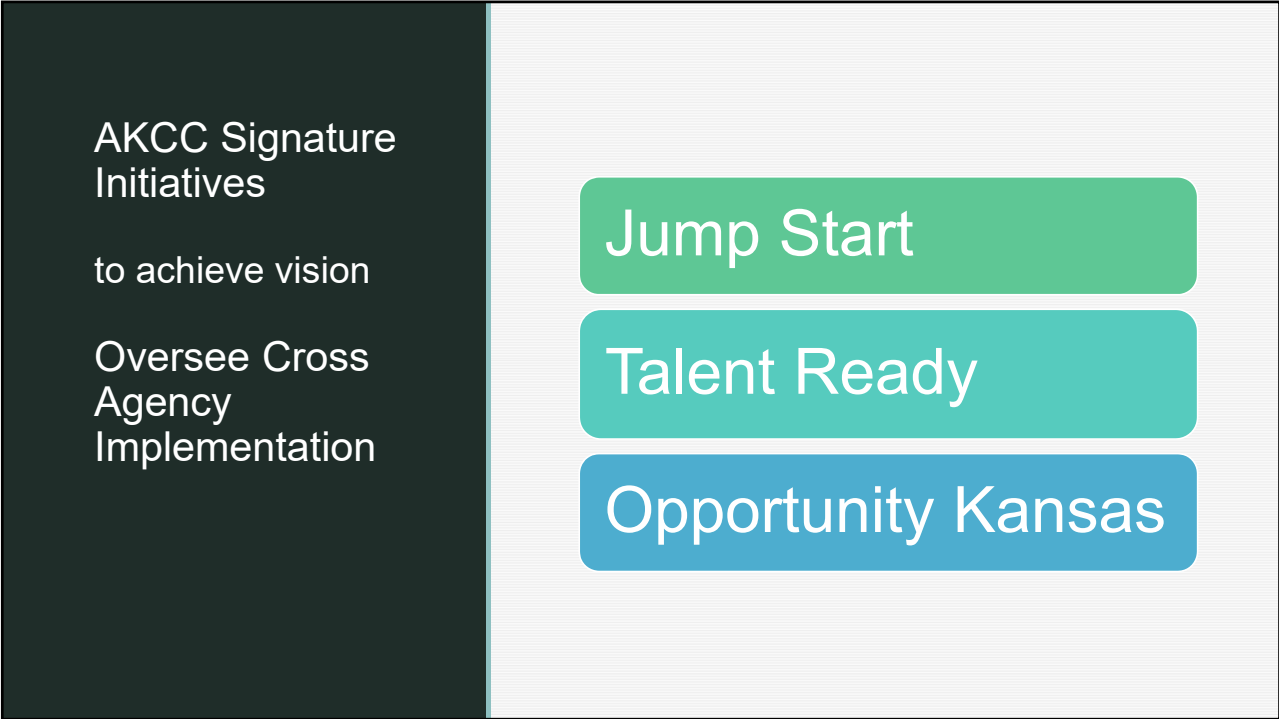 AKCC Signature
Initiatives
to achieve vision
Oversee Cross
Agency
Implementation
Jump Start
Talent Ready
Opportunity Kansas